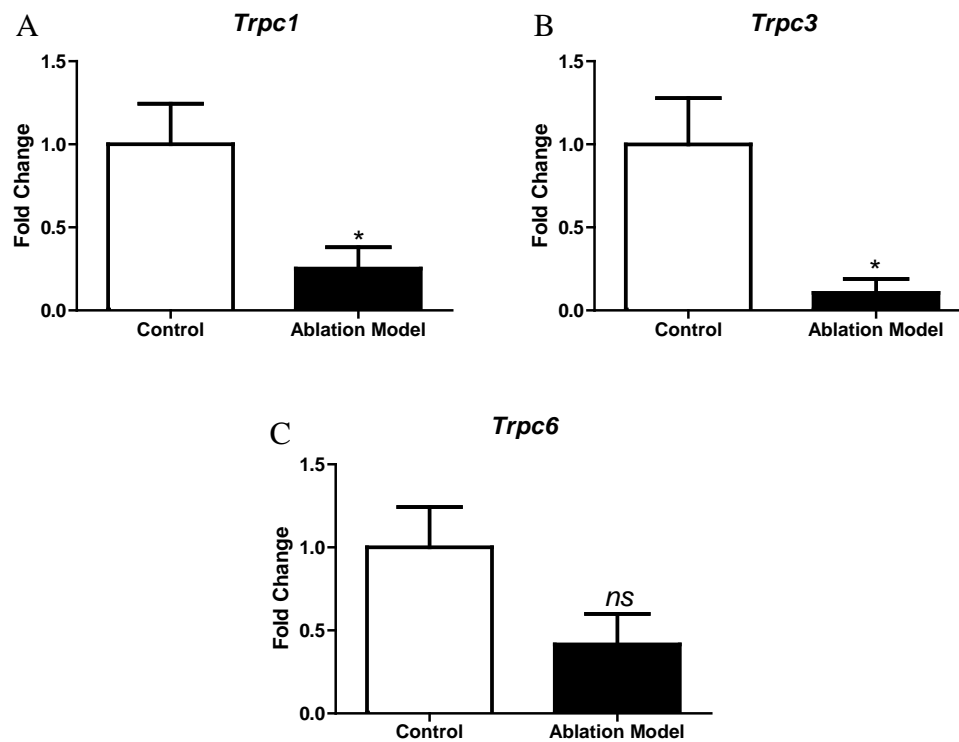 A
Trpc1
Fold Change
1.5
1.0
0.5
0.0
*
Control
Ablation Model
B
Trpc3
Fold Change
1.5
1.0
0.5
0.0
*
Control
Ablation Model
C
Trpc6
Fold Change
1.5
1.0
0.5
0.0
ns
Control
Ablation Model